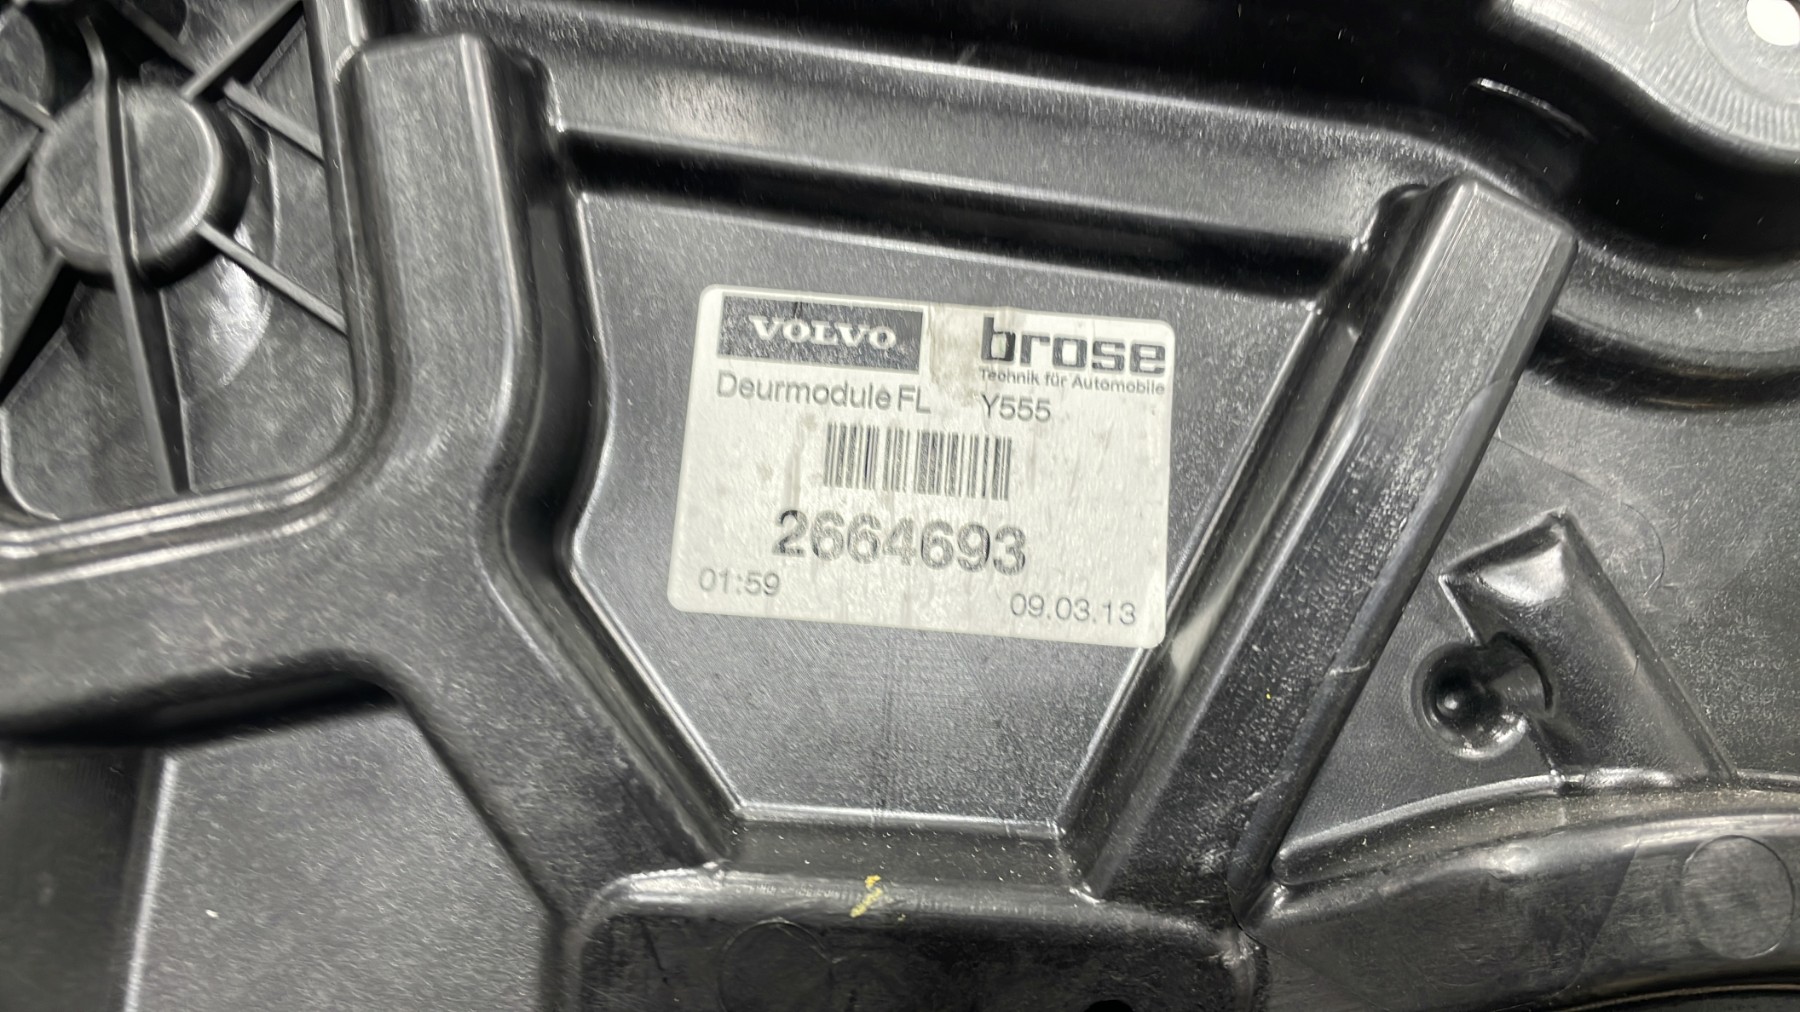 VOLVO
brose
Technik für Automobile
Deurmodule FL Y555
2664693
01:59
09.03.13